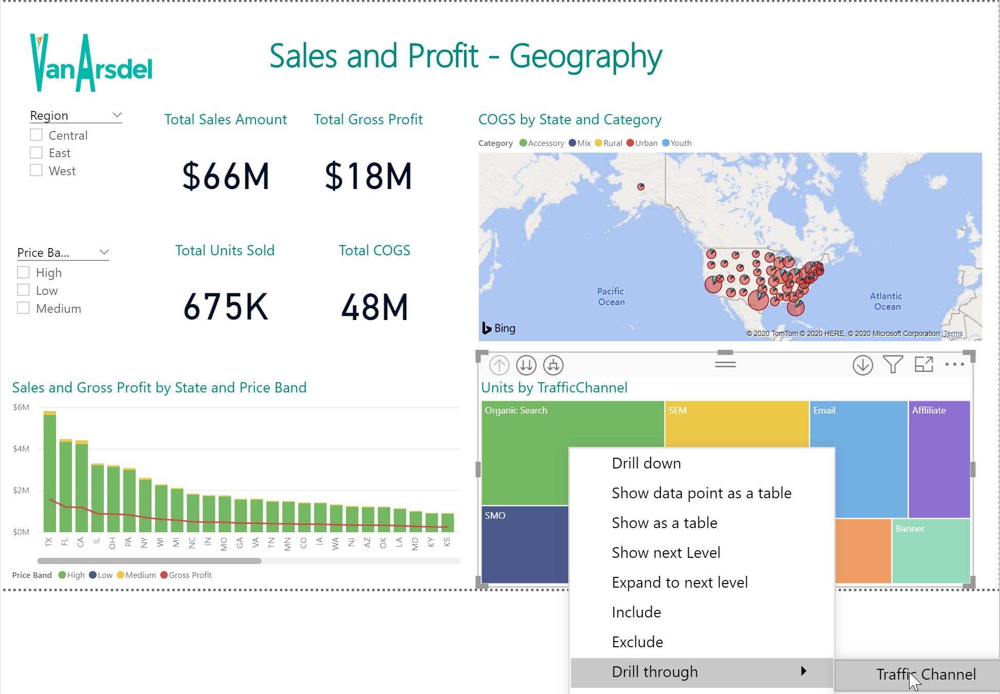 VanArsdel
Sales and Profit - Geography
Region
Central
East
West
Total Sales Amount
$66M
Total Gross Profit
$18M
Price Ba...
High
Low
Medium
Total Units Sold
675K
Total COGS
48M
COGS by State and Category
Category Accessory Mix Rural Urban Youth
Pacific
Ocean
Atlantic
Ocean
Bing
© 2020 TomTom © 2020 HERE, © 2020 Microsoft Corporation Terms
Sales and Gross Profit by State and Price Band
$6M
$4M
$2M
$0M
TX FL CA IL OH PA NY WI MI NC IN MO GA VA TN MN CO IA WA NJ AZ OK LA MD KY KS
Price Band High Low Medium Gross Profit
Units by TrafficChannel
Organic Search
SEM
Email
Affliliate
SMO
Banner
Drill down
Show data point as a table
Show as a table
Show next Level
Expand to next level
Include
Exclude
Drill through
Traffic Channel